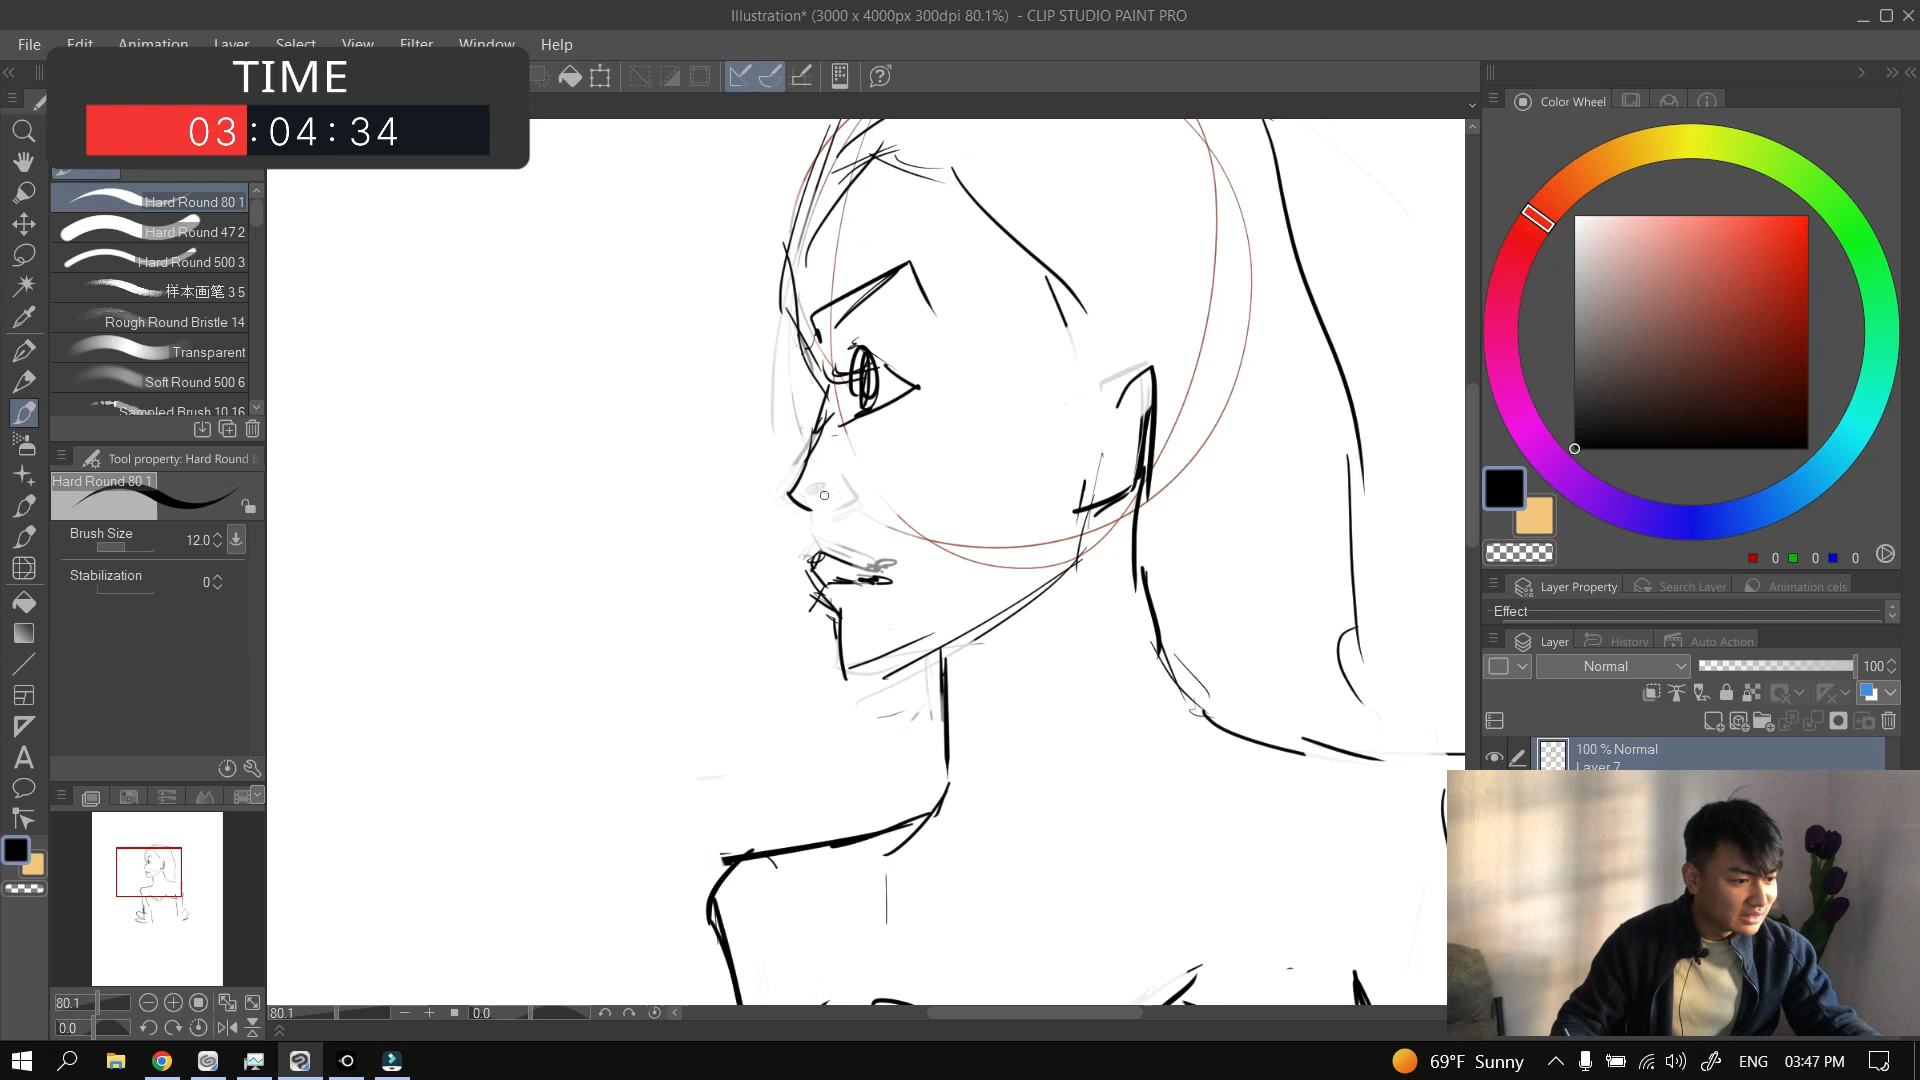 Illustration* (3000 x 4000px 300dpi 80.1%)  - CLIP STUDIO PAINT PRO
File Edit Animation Layer Select View Filter Window Help
TIME
03:04:34
Color Wheel
Hard Round 80 1
Hard Round 47 2
Hard Round 500 3
样本画笔 3 5
Rough Round Bristle 14
Transparent
Soft Round 500 6
Sampled Brush 10 16
Tool property: Hard Round 8
Hard Round 80 1
Brush Size 12.0
Stabilization 0
0 0 0
Layer Property Search Layer Animation cels
Effect
Layer History Auto Action
Normal 100
100 % Normal
Layer 7
80.1
0.0
80.1 0.0
69°F Sunny
ENG
03:47 PM